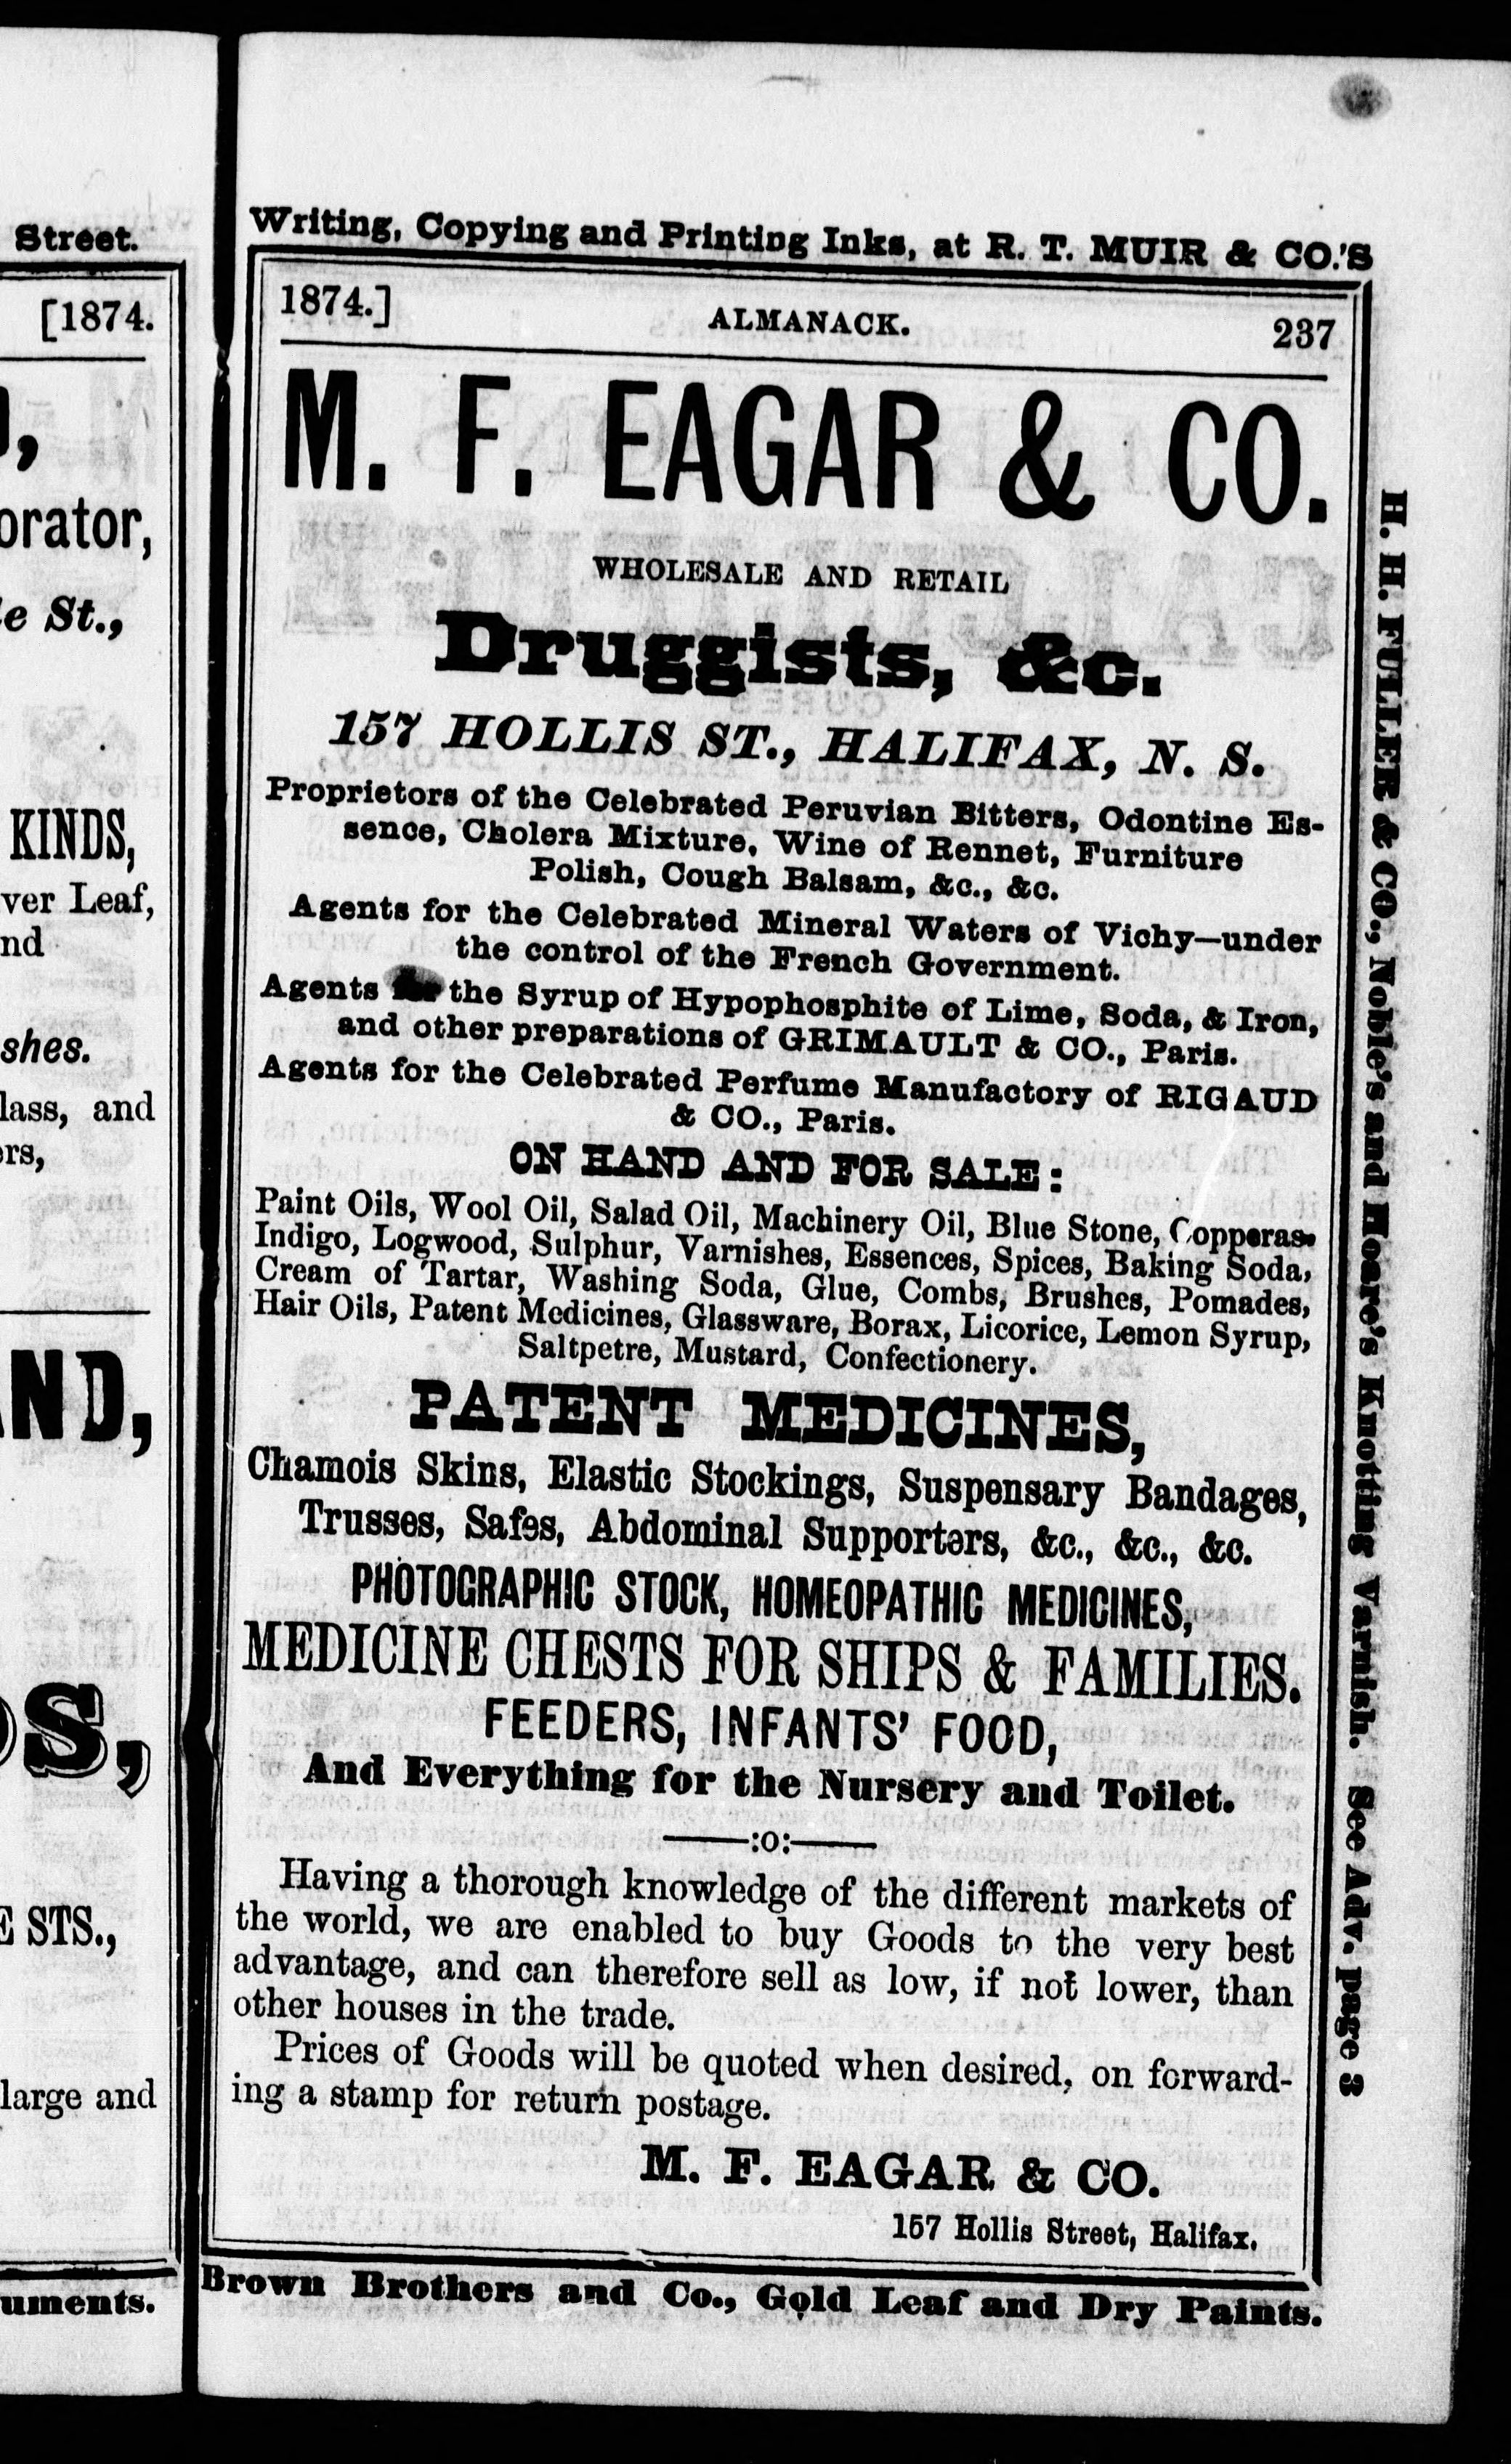 Street.
[1874.
orator,
St.,
KINDS,
Leaf,
and
STS.,
large and
Writing, Copying and Printing Inks, at R. T. MUIR & CO.'S
1874.] ALMANACK. 237
M. F. EAGAR & CO.
WHOLESALE AND RETAIL
Druggists, &c.
157 HOLLIS ST., HALIFAX, N. S.
Proprietors of the Celebrated Peruvian Bitters, Odontine Es-
sence, Cholera Mixture, Wine of Rennet, Furniture
Polish, Cough Balsam, &c., &c.
Agents for the Celebrated Mineral Waters of Vichy—under
the control of the French Government.
Agents for the Syrup of Hypophosphite of Lime, Soda, & Iron,
and other preparations of GRIMAULT & CO., Paris.
Agents for the Celebrated Perfume Manufactory of RIGAUD
& CO., Paris.
ON HAND AND FOR SALE:
Paint Oils, Wool Oil, Salad Oil, Machinery Oil, Blue Stone, Copperas,
Indigo, Logwood, Sulphur, Varnishes, Essences, Spices, Baking Soda,
Cream of Tartar, Washing Soda, Glue, Combs, Brushes, Pomades,
Hair Oils, Patent Medicines, Glassware, Borax, Licorice, Lemon Syrup,
Saltpetre, Mustard, Confectionery.
PATENT MEDICINES,
Chamois Skins, Elastic Stockings, Suspensary Bandages,
Trusses, Safes, Abdominal Supporters, &c., &c., &c.
PHOTOGRAPHIC STOCK, HOMEOPATHIC MEDICINES,
MEDICINE CHESTS FOR SHIPS & FAMILIES.
FEEDERS, INFANTS' FOOD,
And Everything for the Nursery and Toilet.
——:o:——
Having a thorough knowledge of the different markets of
the world, we are enabled to buy Goods to the very best
advantage, and can therefore sell as low, if not lower, than
other houses in the trade.
Prices of Goods will be quoted when desired, on forward-
ing a stamp for return postage.
M. F. EAGAR & CO.
157 Hollis Street, Halifax.
Brown Brothers and Co., Gold Leaf and Dry Paints.
H. H. FULLER & CO., Noble's and Hoare's Knotting Varnish. See Adv. page 3